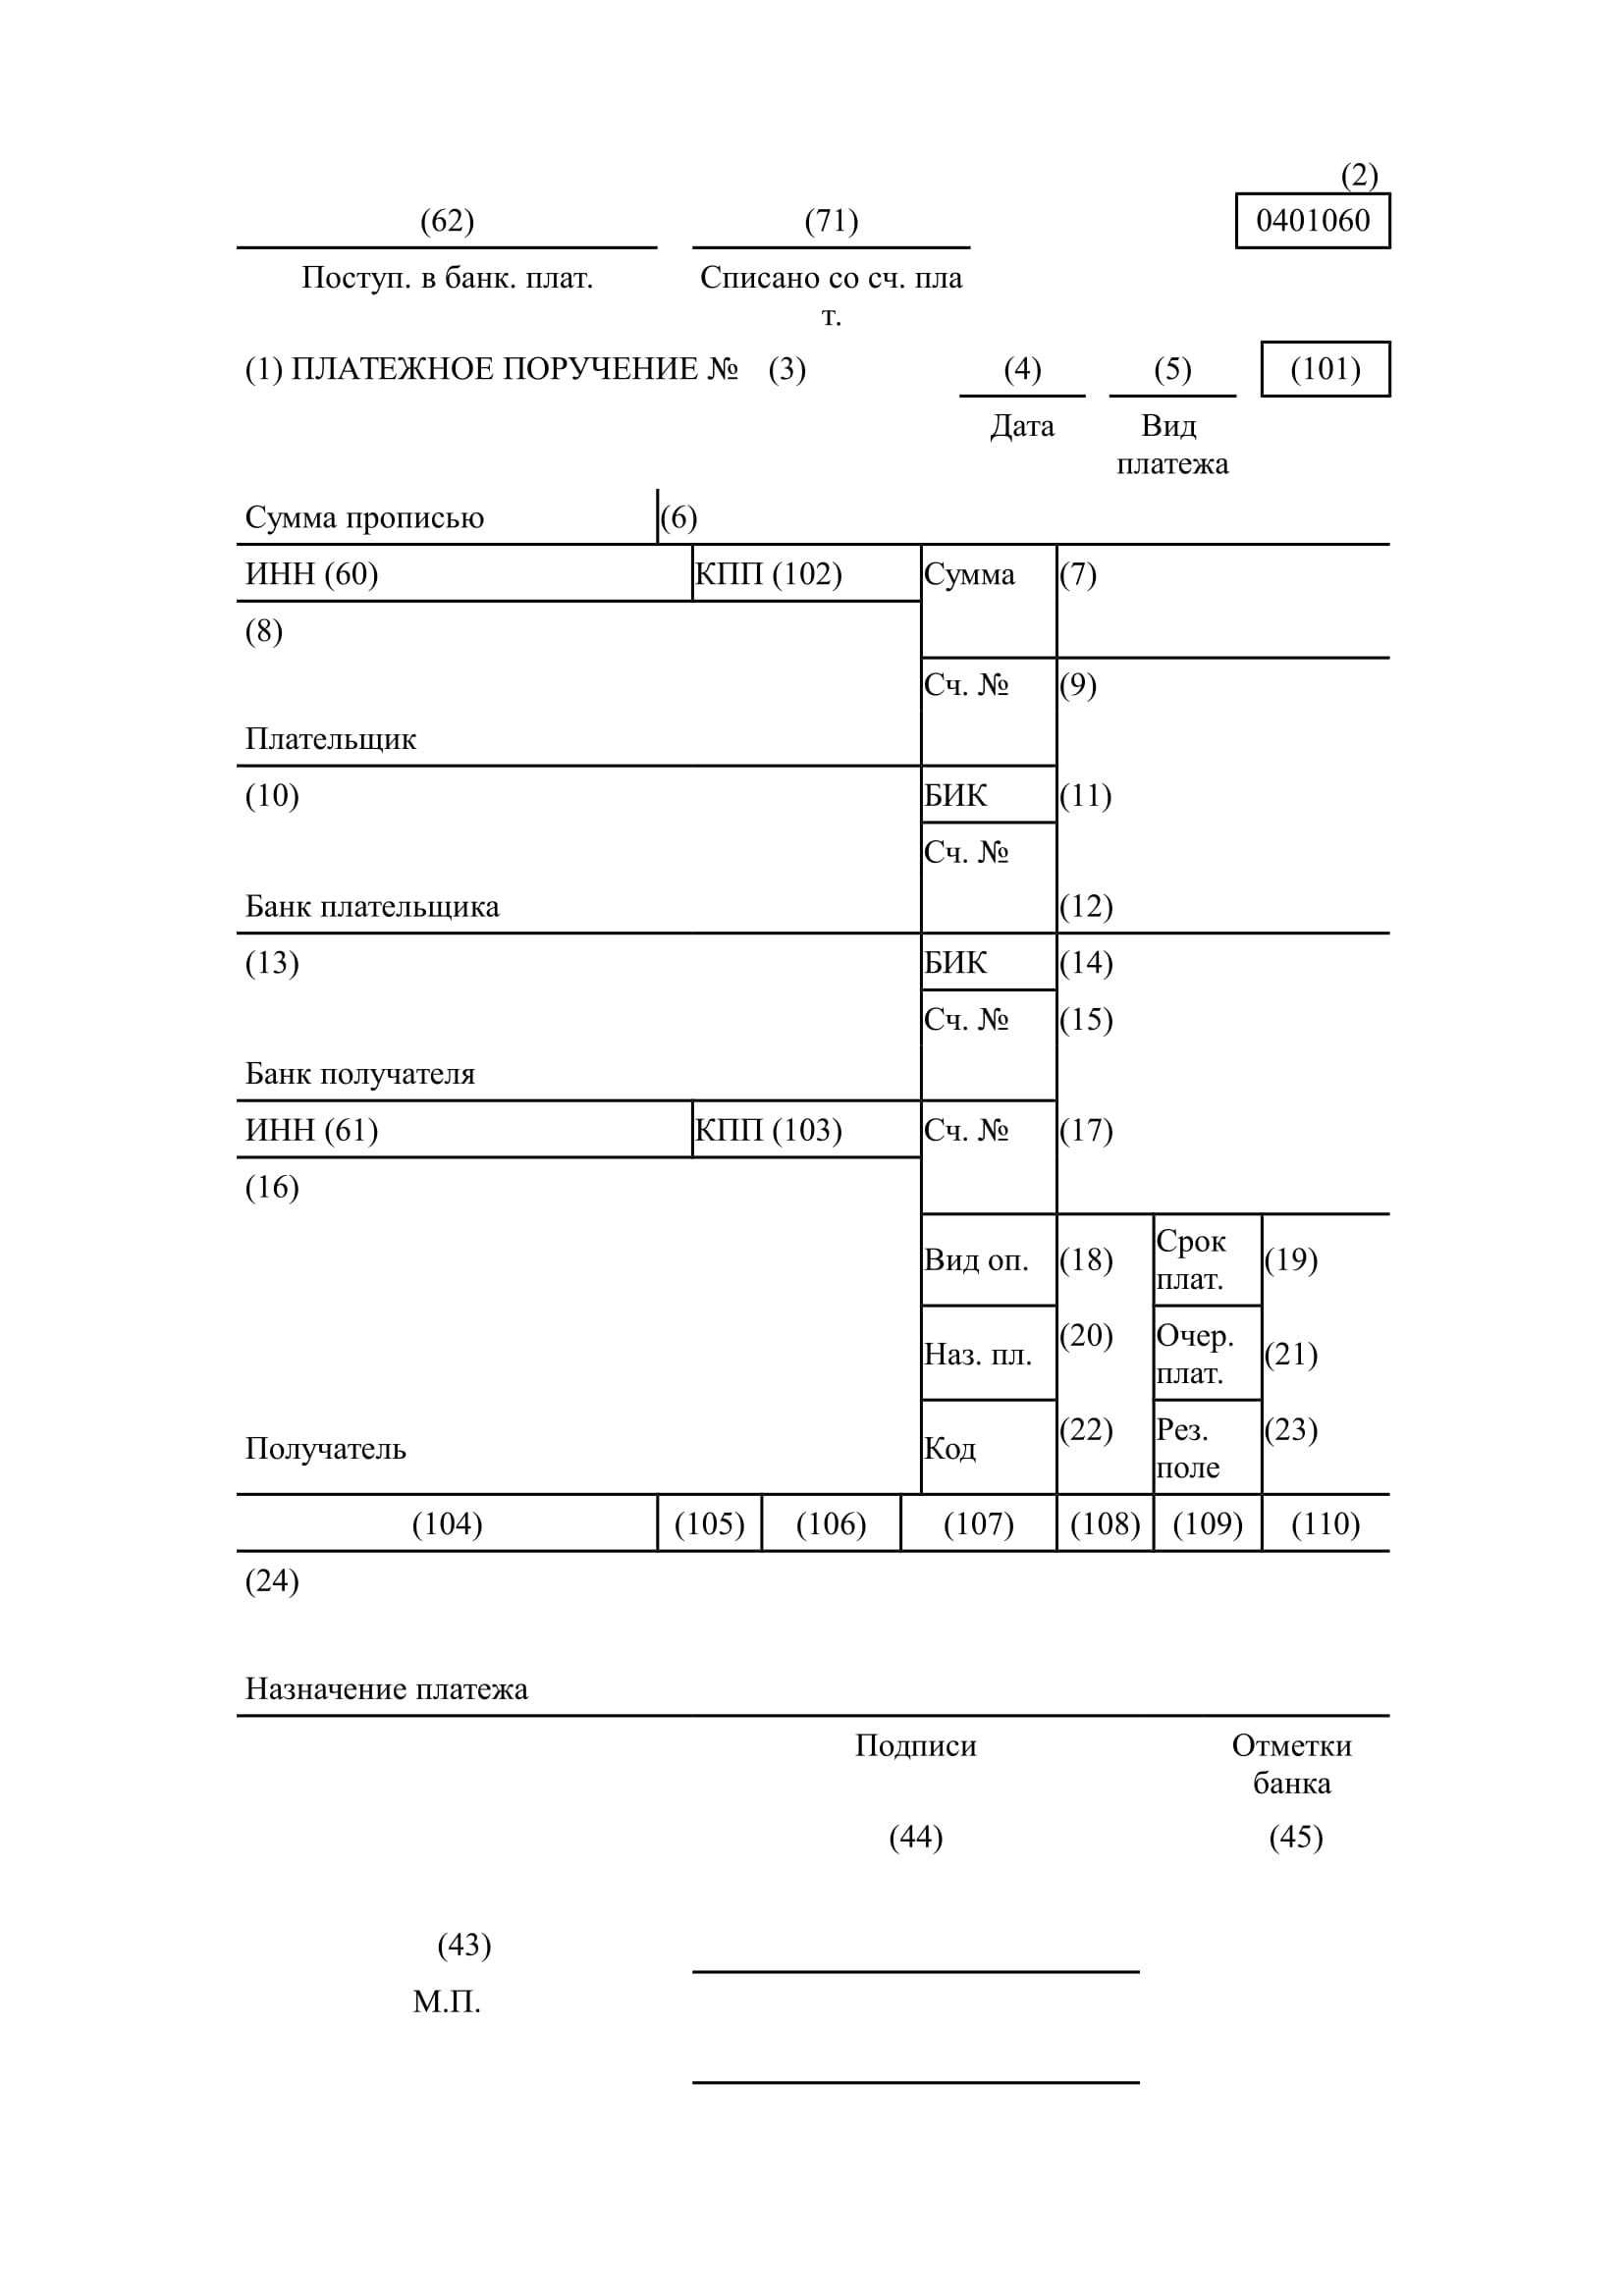 (2)
(62) (71) 0401060
Поступ. в банк. плат. Списано со сч. пла
т.
(1) ПЛАТЕЖНОЕ ПОРУЧЕНИЕ № (3) (4) (5) (101)
Дата Вид
платежа
Сумма прописью (6)
ИНН (60) КПП (102) Сумма (7)
(8)
Сч. № (9)
Плательщик
(10) БИК (11)
Сч. №
Банк плательщика (12)
(13) БИК (14)
Сч. № (15)
Банк получателя
ИНН (61) КПП (103) Сч. № (17)
(16)
Вид оп. (18) Срок
плат. (19)
Наз. пл. (20) Очер.
плат. (21)
Получатель Код (22) Рез.
поле (23)
(104) (105) (106) (107) (108) (109) (110)
(24)
Назначение платежа
Подписи Отметки
банка
(44) (45)
(43)
М.П.